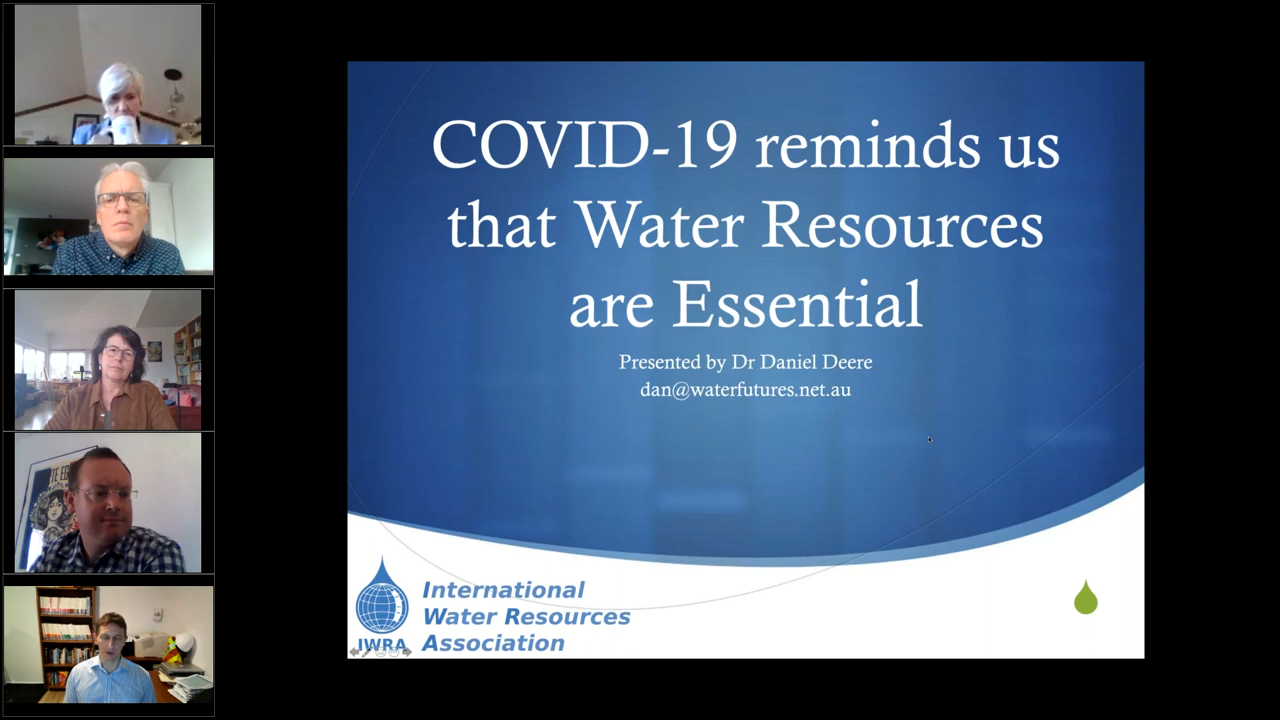 COVID-19 reminds us
that Water Resources
are Essential
Presented by Dr Daniel Deere
dan@waterfutures.net.au
International
Water Resources
Association
IWRA